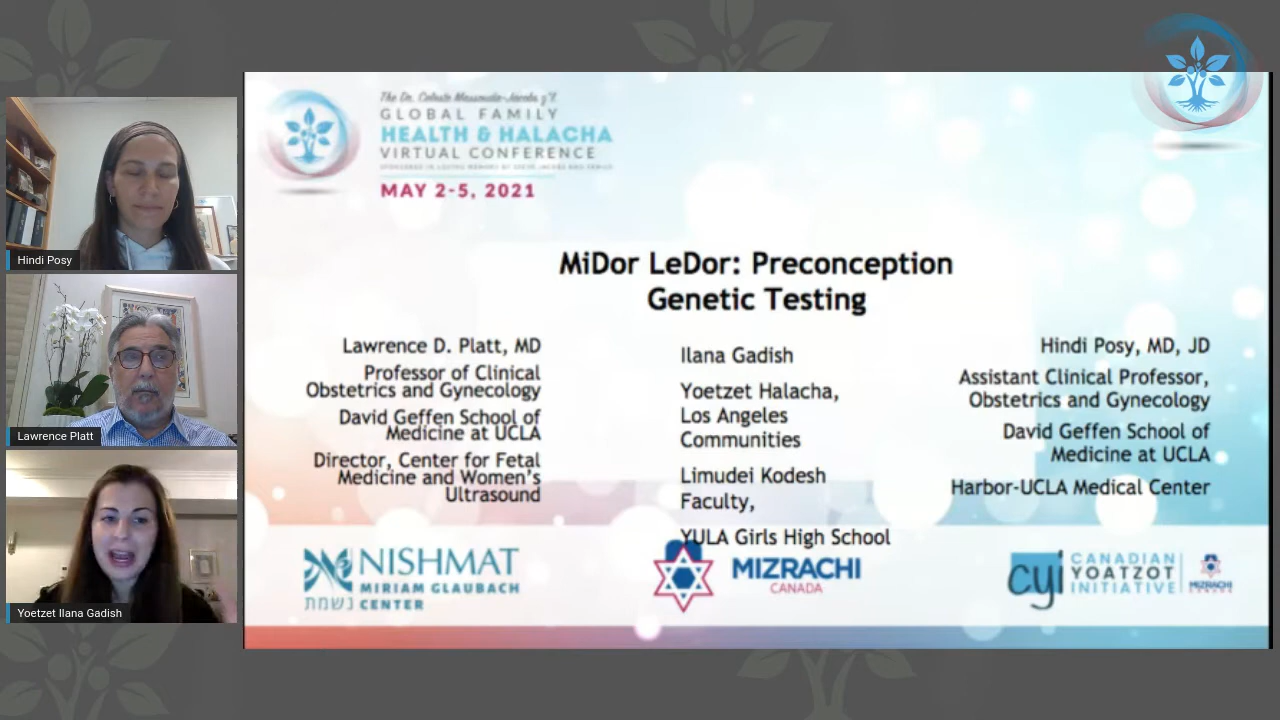 Hindi Posy
Lawrence Platt
Yoetzet Ilana Gadish
GLOBAL FAMILY
HEALTH & HALACHA
VIRTUAL CONFERENCE
MAY 2-5, 2021
MiDor LeDor: Preconception
Genetic Testing
Lawrence D. Platt, MD
Professor of Clinical
Obstetrics and Gynecology
David Geffen School of
Medicine at UCLA
Director, Center for Fetal
Medicine and Women's
Ultrasound
Ilana Gadish
Yoetzet Halacha,
Los Angeles
Communities
Limudei Kodesh
Faculty,
YULA Girls High School
Hindi Posy, MD, JD
Assistant Clinical Professor,
Obstetrics and Gynecology
David Geffen School of
Medicine at UCLA
Harbor-UCLA Medical Center
NISHMAT
MIRIAM GLAUBACH
נשמת CENTER
MIZRACHI
CANADA
cyi
CANADIAN
YOATZOT
INITIATIVE
MIZRACHI